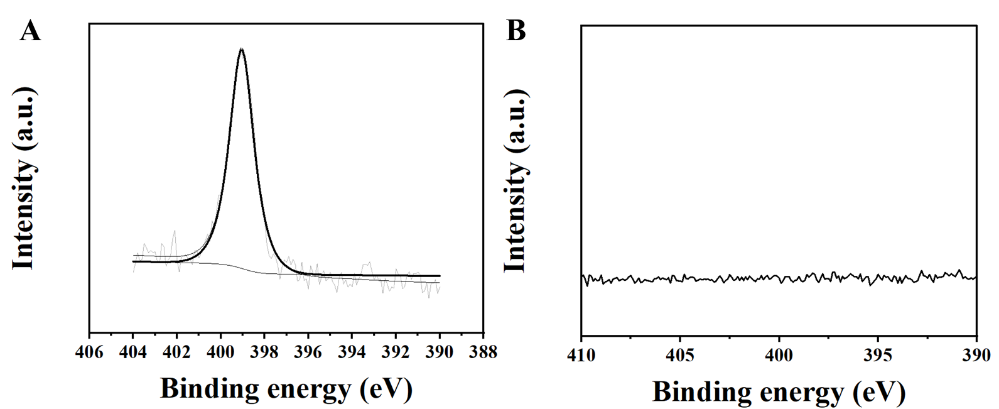 A
Intensity (a.u.)
406 404 402 400 398 396 394 392 390 388
Binding energy (eV)
B
Intensity (a.u.)
410 405 400 395 390
Binding energy (eV)